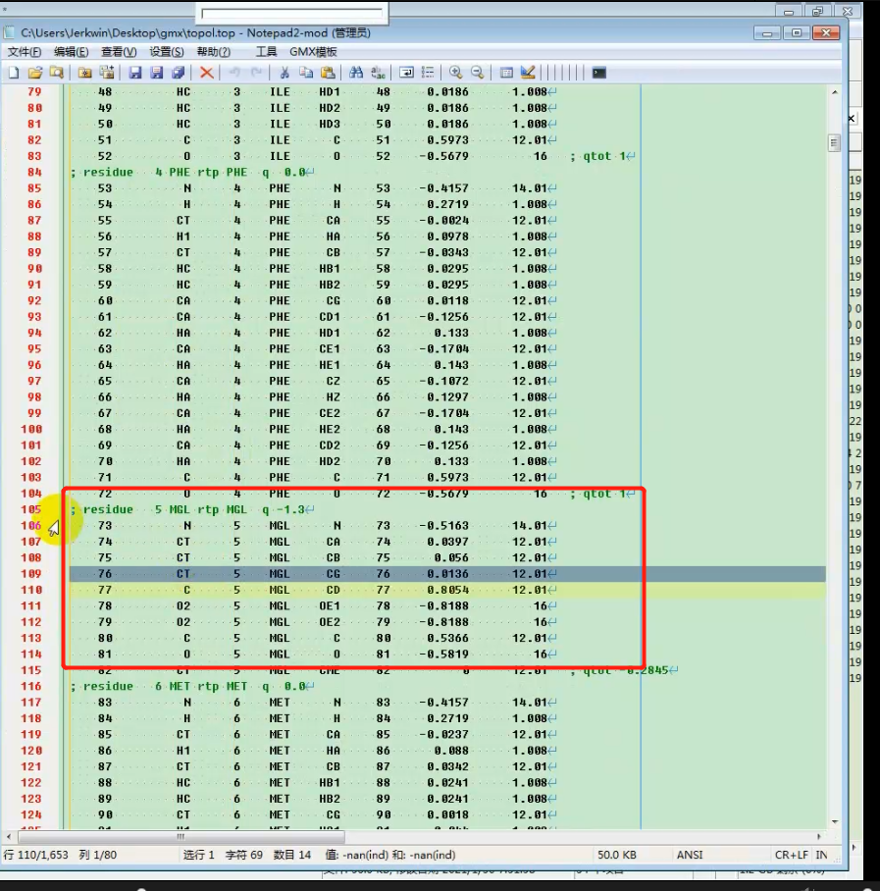 C:\Users\Jerkwin\Desktop\gmx\topol.top - Notepad2-mod (管理员)
文件(F) 编辑(E) 查看(V) 设置(S) 帮助(?) 工具 GMX模板
79 48 HC 3 ILE HD1 48 0.0186 1.008
80 49 HC 3 ILE HD2 49 0.0186 1.008
81 50 HC 3 ILE HD3 50 0.0186 1.008
82 51 C 3 ILE C 51 0.5973 12.01
83 52 O 3 ILE O 52 -0.5679 16 ; qtot 1
84 ; residue 4 PHE rtp PHE q 0.0
85 53 N 4 PHE N 53 -0.4157 14.01
86 54 H 4 PHE H 54 0.2719 1.008
87 55 CT 4 PHE CA 55 -0.0024 12.01
88 56 H1 4 PHE HA 56 0.0978 1.008
89 57 CT 4 PHE CB 57 -0.0343 12.01
90 58 HC 4 PHE HB1 58 0.0295 1.008
91 59 HC 4 PHE HB2 59 0.0295 1.008
92 60 CA 4 PHE CG 60 0.0118 12.01
93 61 CA 4 PHE CD1 61 -0.1256 12.01
94 62 HA 4 PHE HD1 62 0.133 1.008
95 63 CA 4 PHE CE1 63 -0.1704 12.01
96 64 HA 4 PHE HE1 64 0.143 1.008
97 65 CA 4 PHE CZ 65 -0.1072 12.01
98 66 HA 4 PHE HZ 66 0.1297 1.008
99 67 CA 4 PHE CE2 67 -0.1704 12.01
100 68 HA 4 PHE HE2 68 0.143 1.008
101 69 CA 4 PHE CD2 69 -0.1256 12.01
102 70 HA 4 PHE HD2 70 0.133 1.008
103 71 C 4 PHE C 71 0.5973 12.01
104 72 O 4 PHE O 72 -0.5679 16 ; qtot 1
105 ; residue 5 MGL rtp MGL q -1.3
106 73 N 5 MGL N 73 -0.5163 14.01
107 74 CT 5 MGL CA 74 0.0397 12.01
108 75 CT 5 MGL CB 75 0.056 12.01
109 76 CT 5 MGL CG 76 0.0136 12.01
110 77 C 5 MGL CD 77 0.8054 12.01
111 78 O2 5 MGL OE1 78 -0.8188 16
112 79 O2 5 MGL OE2 79 -0.8188 16
113 80 C 5 MGL C 80 0.5366 12.01
114 81 O 5 MGL O 81 -0.5819 16
115 82 CT 5 MGL CME 82 0 12.01 ; qtot -0.2845
116 ; residue 6 MET rtp MET q 0.0
117 83 N 6 MET N 83 -0.4157 14.01
118 84 H 6 MET H 84 0.2719 1.008
119 85 CT 6 MET CA 85 -0.0237 12.01
120 86 H1 6 MET HA 86 0.088 1.008
121 87 CT 6 MET CB 87 0.0342 12.01
122 88 HC 6 MET HB1 88 0.0241 1.008
123 89 HC 6 MET HB2 89 0.0241 1.008
124 90 CT 6 MET CG 90 0.0018 12.01
行 110/1,653 列 1/80 选行 1 字符 69 数目 14 值: -nan(ind) 和: -nan(ind) 50.0 KB ANSI CR+LF IN